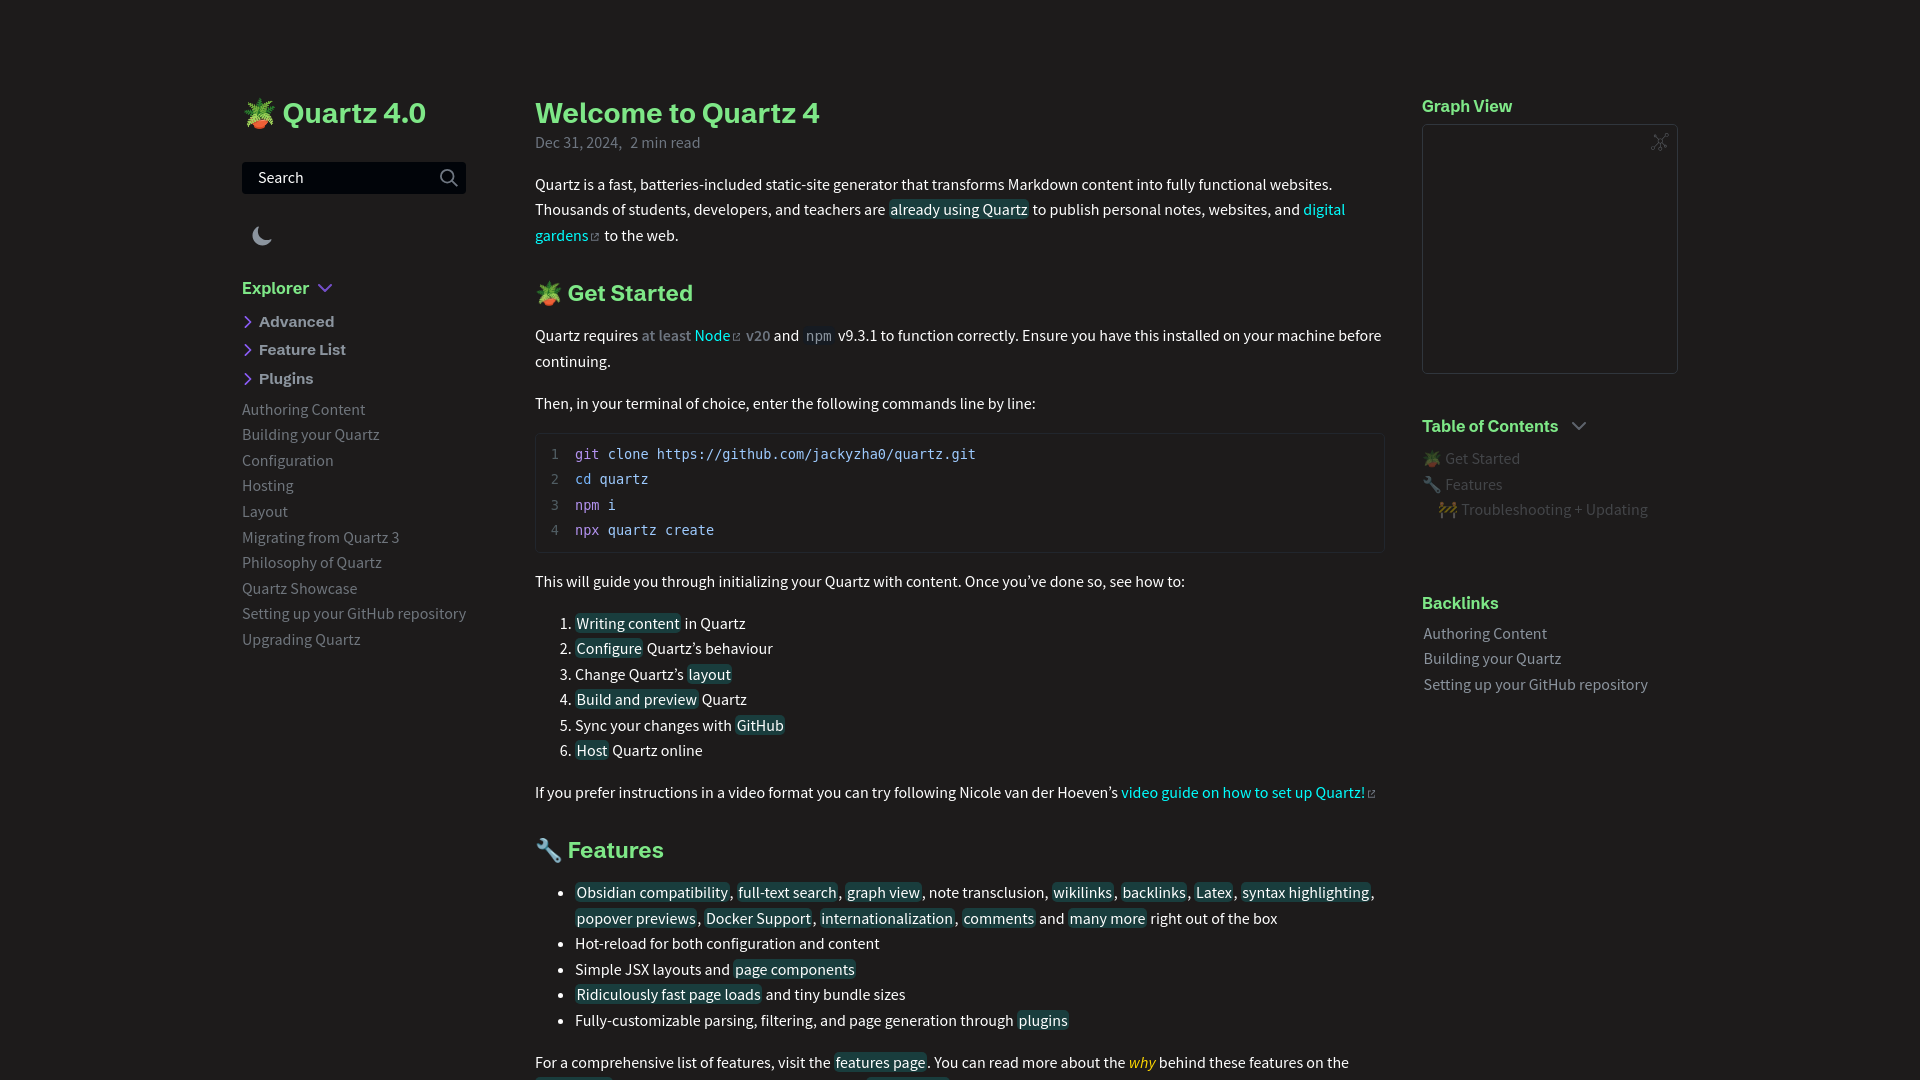 🪴 Quartz 4.0
Search
Explorer
Advanced
Feature List
Plugins
Authoring Content
Building your Quartz
Configuration
Hosting
Layout
Migrating from Quartz 3
Philosophy of Quartz
Quartz Showcase
Setting up your GitHub repository
Upgrading Quartz
Welcome to Quartz 4
Dec 31, 2024, 2 min read
Quartz is a fast, batteries-included static-site generator that transforms Markdown content into fully functional websites.
Thousands of students, developers, and teachers are already using Quartz to publish personal notes, websites, and digital
gardens to the web.
🪴 Get Started
Quartz requires at least Node v20 and npm v9.3.1 to function correctly. Ensure you have this installed on your machine before
continuing.
Then, in your terminal of choice, enter the following commands line by line:
1 git clone https://github.com/jackyzha0/quartz.git
2 cd quartz
3 npm i
4 npx quartz create
This will guide you through initializing your Quartz with content. Once you’ve done so, see how to:
1. Writing content in Quartz
2. Configure Quartz’s behaviour
3. Change Quartz’s layout
4. Build and preview Quartz
5. Sync your changes with GitHub
6. Host Quartz online
If you prefer instructions in a video format you can try following Nicole van der Hoeven’s video guide on how to set up Quartz!
🔧 Features
• Obsidian compatibility, full-text search, graph view, note transclusion, wikilinks, backlinks, Latex, syntax highlighting,
popover previews, Docker Support, internationalization, comments and many more right out of the box
• Hot-reload for both configuration and content
• Simple JSX layouts and page components
• Ridiculously fast page loads and tiny bundle sizes
• Fully-customizable parsing, filtering, and page generation through plugins
For a comprehensive list of features, visit the features page. You can read more about the why behind these features on the
Graph View
Table of Contents
🪴 Get Started
🔧 Features
🚧 Troubleshooting + Updating
Backlinks
Authoring Content
Building your Quartz
Setting up your GitHub repository